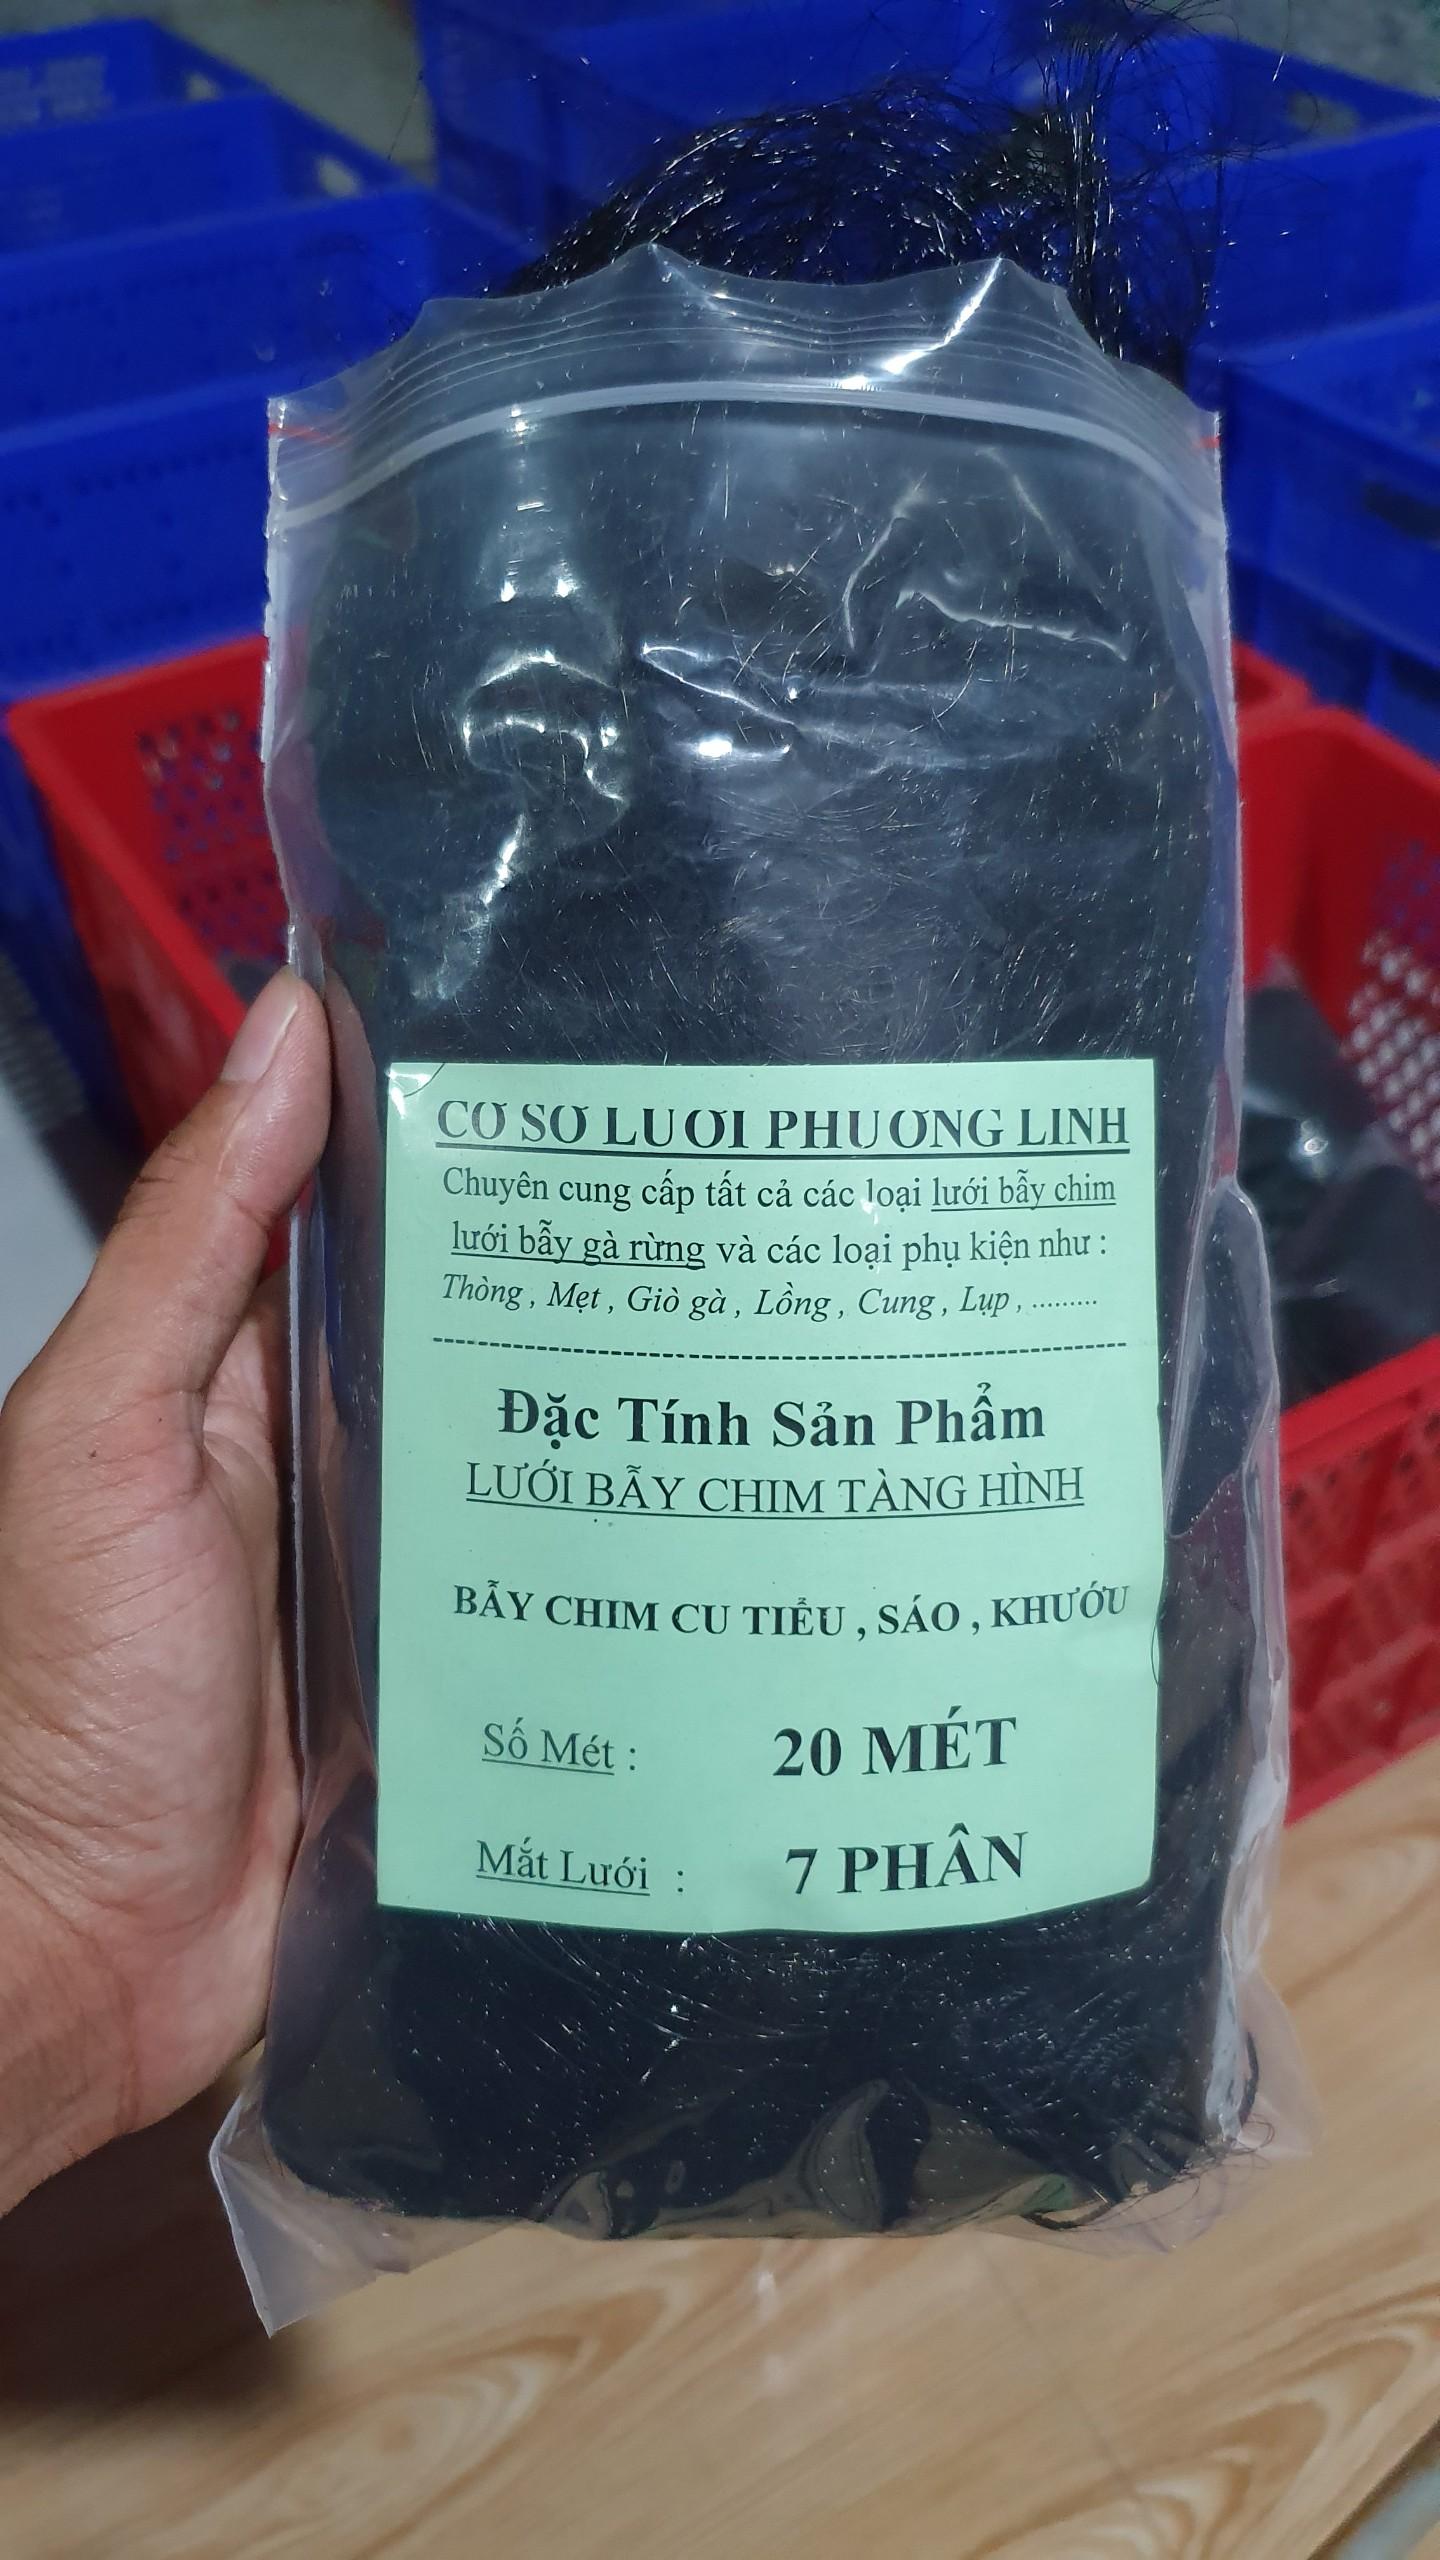 CƠ SƠ LƯƠI PHƯƠNG LINH
Chuyên cung cấp tất cả các loại lưới bẫy chim
lưới bẫy gà rừng và các loại phụ kiện như :
Thòng , Mẹt , Giò gà , Lồng , Cung , Lụp , .........
Đặc Tính Sản Phẩm
LƯỚI BẪY CHIM TÀNG HÌNH
BẪY CHIM CU TIỂU , SÁO , KHƯỚU
Số Mét : 20 MÉT
Mắt Lưới : 7 PHÂN